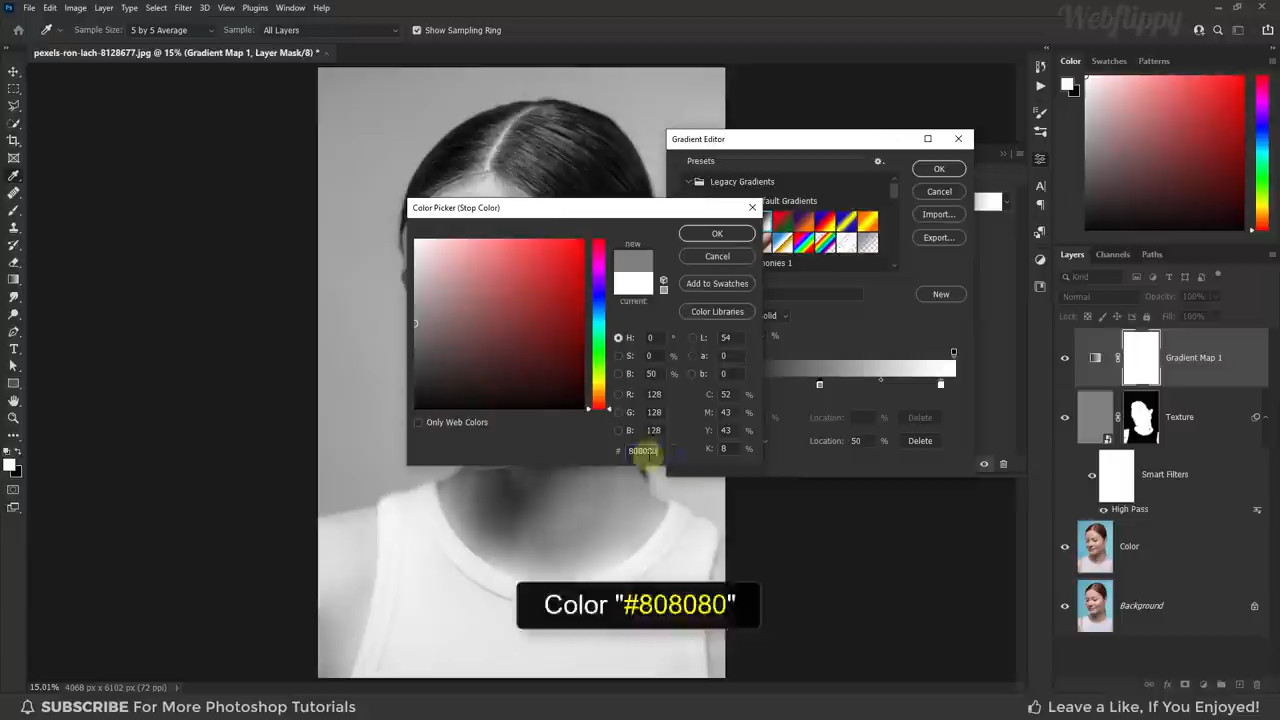 Ps File Edit Image Layer Type Select Filter 3D View Plugins Window Help
Webflippy
Sample Size: 5 by 5 Average Sample: All Layers Show Sampling Ring
pexels-ron-lach-8128677.jpg @ 15% (Gradient Map 1, Layer Mask/8) *
Color Swatches Patterns
Gradient Editor
Presets
OK
Legacy Gradients
Cancel
fault Gradients
Import...
Export...
onies 1
New
olid
%
Location: % Delete
Location: 50 % Delete
Color Picker (Stop Color)
new
OK
Cancel
Add to Swatches
current
Color Libraries
H: 0 ° L: 54
S: 0 % a: 0
B: 50 % b: 0
R: 128 C: 52 %
G: 128 M: 43 %
B: 128 Y: 43 %
# 808080 K: 8 %
Only Web Colors
Layers Channels Paths
Kind
Normal Opacity: 100%
Lock: Fill: 100%
Gradient Map 1
Texture
Smart Filters
High Pass
Color
Background
Color "#808080"
15,01% 4068 px x 6102 px (72 ppi)
SUBSCRIBE For More Photoshop Tutorials
Leave a Like, If You Enjoyed!